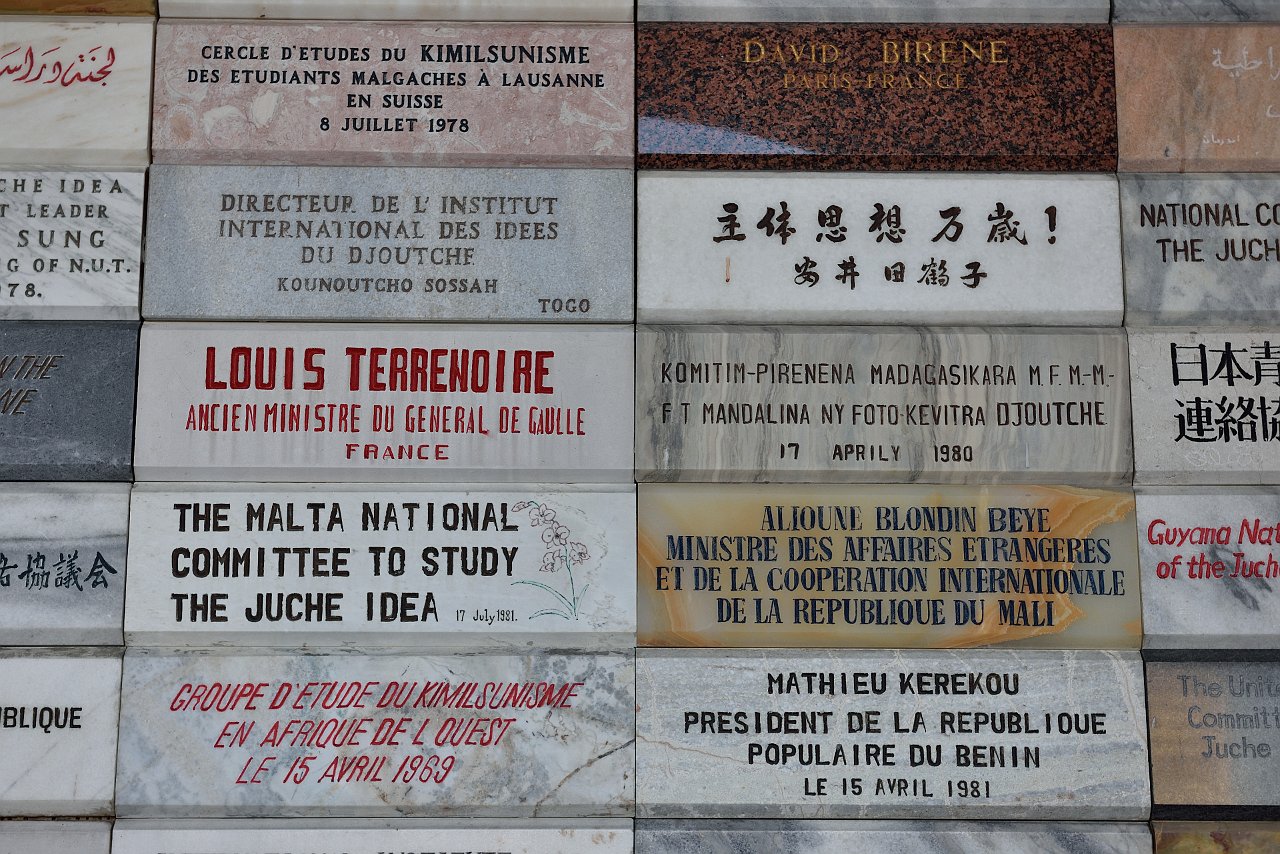 لجنة دراسة
CERCLE D'ETUDES DU KIMILSUNISME
DES ETUDIANTS MALGACHES À LAUSANNE
EN SUISSE
8 JUILLET 1978
DAVID BIRENE
PARIS-FRANCE
CHE IDEA
T LEADER
SUNG
G OF N.U.T.
978.
DIRECTEUR DE L'INSTITUT
INTERNATIONAL DES IDEES
DU DJOUTCHE
KOUNOUTCHO SOSSAH
TOGO
主体思想万歳!
安井田鶴子
NATIONAL CO
THE JUCH
N THE
LOUIS TERRENOIRE
ANCIEN MINISTRE DU GENERAL DE GAULLE
FRANCE
KOMITIM-PIRENENA MADAGASIKARA M.F.M.-M-
F T MANDALINA NY FOTO-KEVITRA DJOUTCHE
17 APRILY 1980
日本青
連絡協
協議会
THE MALTA NATIONAL
COMMITTEE TO STUDY
THE JUCHE IDEA 17 July 1981.
ALIOUNE BLONDIN BEYE
MINISTRE DES AFFAIRES ETRANGERES
ET DE LA COOPERATION INTERNATIONALE
DE LA REPUBLIQUE DU MALI
Guyana Nat
of the Juch
UBLIQUE
GROUPE D'ETUDE DU KIMILSUNISME
EN AFRIQUE DE L OUEST
LE 15 AVRIL 1969
MATHIEU KEREKOU
PRESIDENT DE LA REPUBLIQUE
POPULAIRE DU BENIN
LE 15 AVRIL 1981
The Unit
Committ
Juche